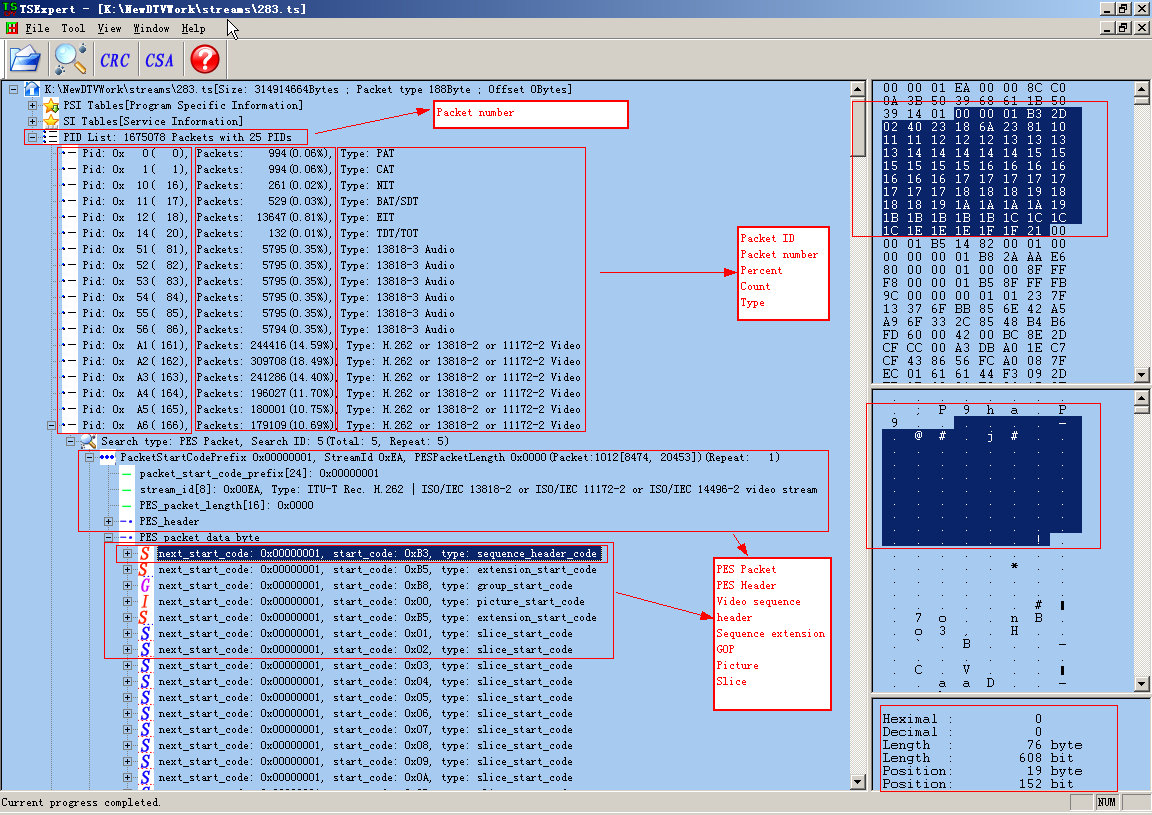 TSExpert - [K:\NewDTVWork\streams\283.ts]
File Tool View Window Help
CRC CSA
K:\NewDTVWork\streams\283.ts[Size: 314914664Bytes ; Packet type 188Byte ; Offset 0Bytes]
PSI Tables[Program Specific Information]
SI Tables[Service Information]
PID List: 1675078 Packets with 25 PIDs
Pid: 0x 0( 0), Packets: 994(0.06%), Type: PAT
Pid: 0x 1( 1), Packets: 994(0.06%), Type: CAT
Pid: 0x 10( 16), Packets: 261(0.02%), Type: NIT
Pid: 0x 11( 17), Packets: 529(0.03%), Type: BAT/SDT
Pid: 0x 12( 18), Packets: 13647(0.81%), Type: EIT
Pid: 0x 14( 20), Packets: 132(0.01%), Type: TDT/TOT
Pid: 0x 51( 81), Packets: 5795(0.35%), Type: 13818-3 Audio
Pid: 0x 52( 82), Packets: 5795(0.35%), Type: 13818-3 Audio
Pid: 0x 53( 83), Packets: 5795(0.35%), Type: 13818-3 Audio
Pid: 0x 54( 84), Packets: 5795(0.35%), Type: 13818-3 Audio
Pid: 0x 55( 85), Packets: 5795(0.35%), Type: 13818-3 Audio
Pid: 0x 56( 86), Packets: 5794(0.35%), Type: 13818-3 Audio
Pid: 0x A1( 161), Packets: 244416(14.59%), Type: H.262 or 13818-2 or 11172-2 Video
Pid: 0x A2( 162), Packets: 309708(18.49%), Type: H.262 or 13818-2 or 11172-2 Video
Pid: 0x A3( 163), Packets: 241286(14.40%), Type: H.262 or 13818-2 or 11172-2 Video
Pid: 0x A4( 164), Packets: 196027(11.70%), Type: H.262 or 13818-2 or 11172-2 Video
Pid: 0x A5( 165), Packets: 180001(10.75%), Type: H.262 or 13818-2 or 11172-2 Video
Pid: 0x A6( 166), Packets: 179109(10.69%), Type: H.262 or 13818-2 or 11172-2 Video
Search type: PES Packet, Search ID: 5(Total: 5, Repeat: 5)
PacketStartCodePrefix 0x00000001, StreamId 0xEA, PESPacketLength 0x0000(Packet:1012[8474, 20453])(Repeat: 1)
packet_start_code_prefix[24]: 0x00000001
stream_id[8]: 0x00EA, Type: ITU-T Rec. H.262 | ISO/IEC 13818-2 or ISO/IEC 11172-2 or ISO/IEC 14496-2 video stream
PES_packet_length[16]: 0x0000
PES_header
PES_packet_data_byte
S next_start_code: 0x00000001, start_code: 0xB3, type: sequence_header_code
S next_start_code: 0x00000001, start_code: 0xB5, type: extension_start_code
G next_start_code: 0x00000001, start_code: 0xB8, type: group_start_code
I next_start_code: 0x00000001, start_code: 0x00, type: picture_start_code
S next_start_code: 0x00000001, start_code: 0xB5, type: extension_start_code
S next_start_code: 0x00000001, start_code: 0x01, type: slice_start_code
S next_start_code: 0x00000001, start_code: 0x02, type: slice_start_code
S next_start_code: 0x00000001, start_code: 0x03, type: slice_start_code
S next_start_code: 0x00000001, start_code: 0x04, type: slice_start_code
S next_start_code: 0x00000001, start_code: 0x05, type: slice_start_code
S next_start_code: 0x00000001, start_code: 0x06, type: slice_start_code
S next_start_code: 0x00000001, start_code: 0x07, type: slice_start_code
S next_start_code: 0x00000001, start_code: 0x08, type: slice_start_code
S next_start_code: 0x00000001, start_code: 0x09, type: slice_start_code
S next_start_code: 0x00000001, start_code: 0x0A, type: slice_start_code
Packet number
Packet ID
Packet number
Percent
Count
Type
PES Packet
PES Header
Video sequence
header
Sequence extension
GOP
Picture
Slice
00 00 01 EA 00 00 8C C0
0A 3B 50 39 68 61 1B 50
39 14 01 00 00 01 B3 2D
02 40 23 18 6A 23 81 10
11 11 12 12 12 13 13 13
13 14 14 14 14 14 15 15
15 15 15 15 16 16 16 16
16 16 16 17 17 17 17 17
17 17 17 18 18 18 19 18
18 18 19 1A 1A 1A 1A 19
1B 1B 1B 1B 1B 1C 1C 1C
1C 1E 1E 1E 1F 1F 21 00
00 01 B5 14 82 00 01 00
00 00 00 01 B8 2A AA E6
80 00 00 01 00 00 8F FF
F8 00 00 01 B5 8F FF FB
9C 00 00 00 01 01 23 7F
13 37 6F BB 85 6E 42 A5
A9 6F 33 2C 85 48 B4 B6
FD 60 00 42 00 BC 8E 2D
CF CC 00 A3 DB A0 1E C7
CF 43 86 56 FC A0 08 7F
EC 01 61 61 44 F3 09 2D
. ; P 9 h a . P
9 . . . . . . -
. @ # . j # . .
. . . . . . ! .
. . . . . * . .
. . . . . . #
. 7 o . . n B .
. o 3 . . H . .
. ` . B . . . -
. C . V . . .
. . a a D . . -
Heximal : 0
Decimal : 0
Length : 76 byte
Length : 608 bit
Position: 19 byte
Position: 152 bit
Current progress completed.
NUM